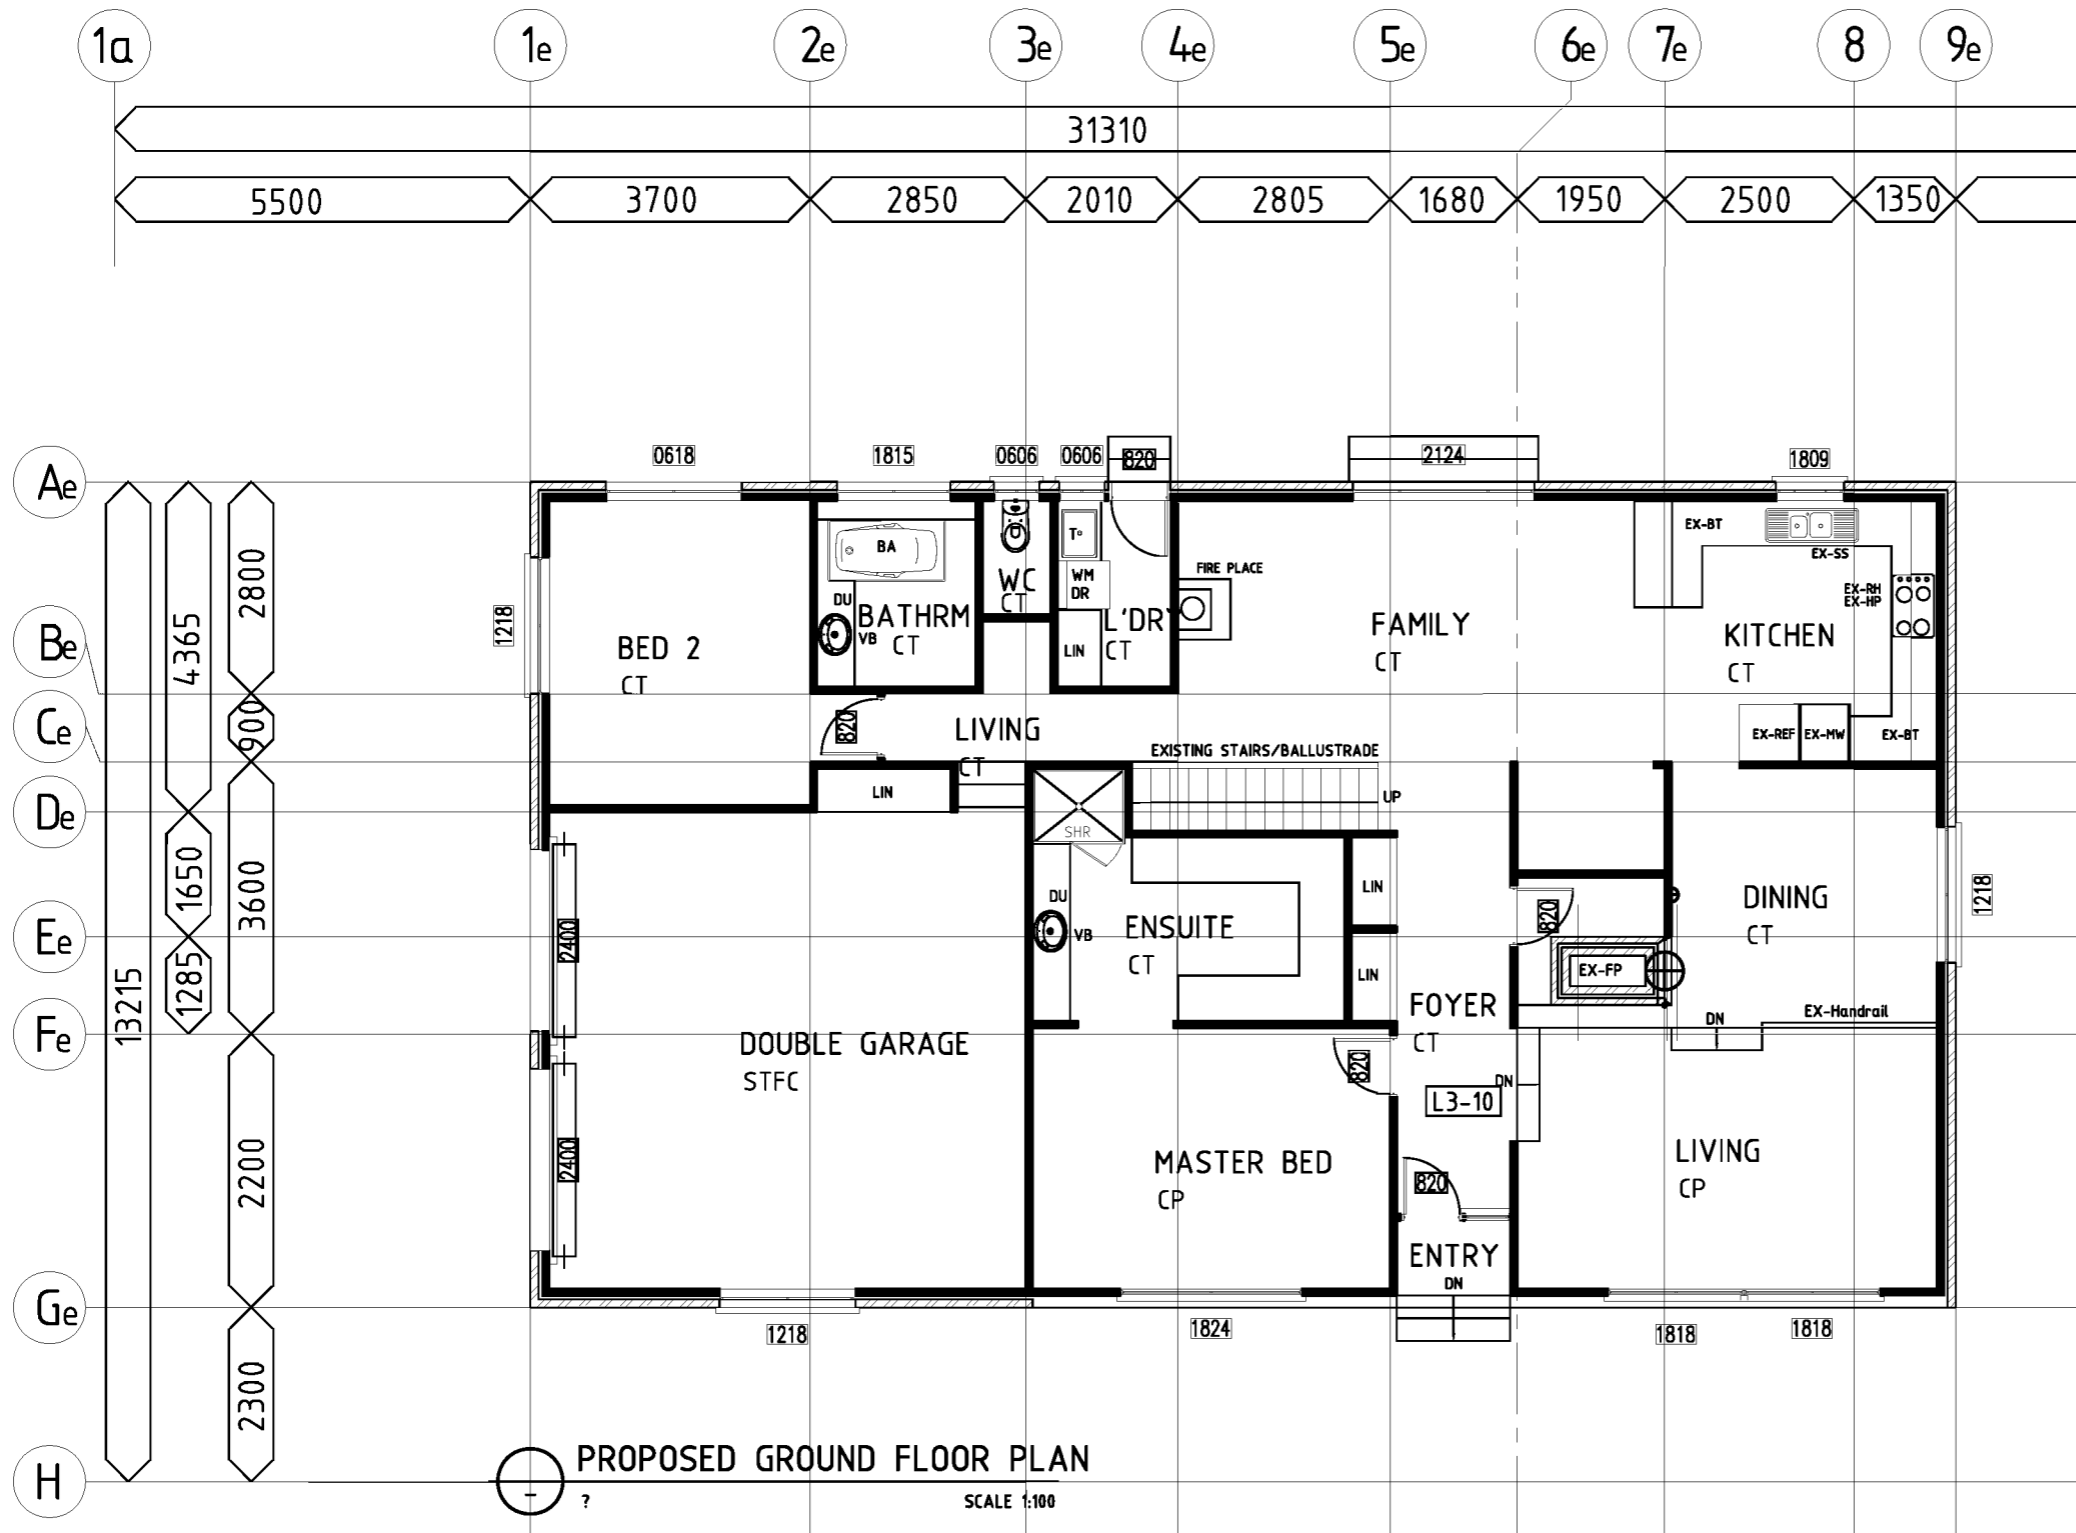 1a 1e 2e 3e 4e 5e 6e 7e 8 9e
31310
5500 3700 2850 2010 2805 1680 1950 2500 1350
0618 1815 0606 0606 820 2124 1809
Ae
Be
Ce
De
Ee
Fe
Ge
H
13215
4365
1650
1285
2800
900
3600
2200
2300
1218
BED 2
CT
BA
DU
VB
BATHRM
CT
WC
CT
T
WM
DR
LIN
L'DR
CT
FIRE PLACE
FAMILY
CT
EX-BT
EX-SS
EX-RH
EX-HP
KITCHEN
CT
EX-REF
EX-MW
EX-BT
820
LIVING
CT
LIN
EXISTING STAIRS/BALLUSTRADE
UP
SHR
DU
VB
ENSUITE
CT
LIN
LIN
820
DINING
CT
1218
EX-FP
EX-Handrail
DN
2400
2400
DOUBLE GARAGE
STFC
FOYER
CT
820
DN
L3-10
MASTER BED
CP
820
LIVING
CP
ENTRY
DN
1218 1824 1818 1818
PROPOSED GROUND FLOOR PLAN
- ? SCALE 1:100